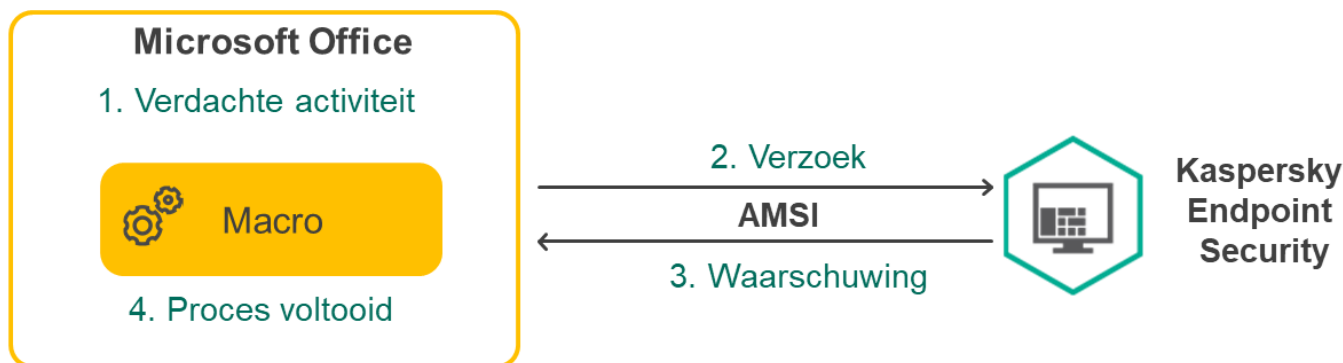 Microsoft Office
1. Verdachte activiteit
Macro
4. Proces voltooid
2. Verzoek
AMSI
3. Waarschuwing
Kaspersky
Endpoint
Security